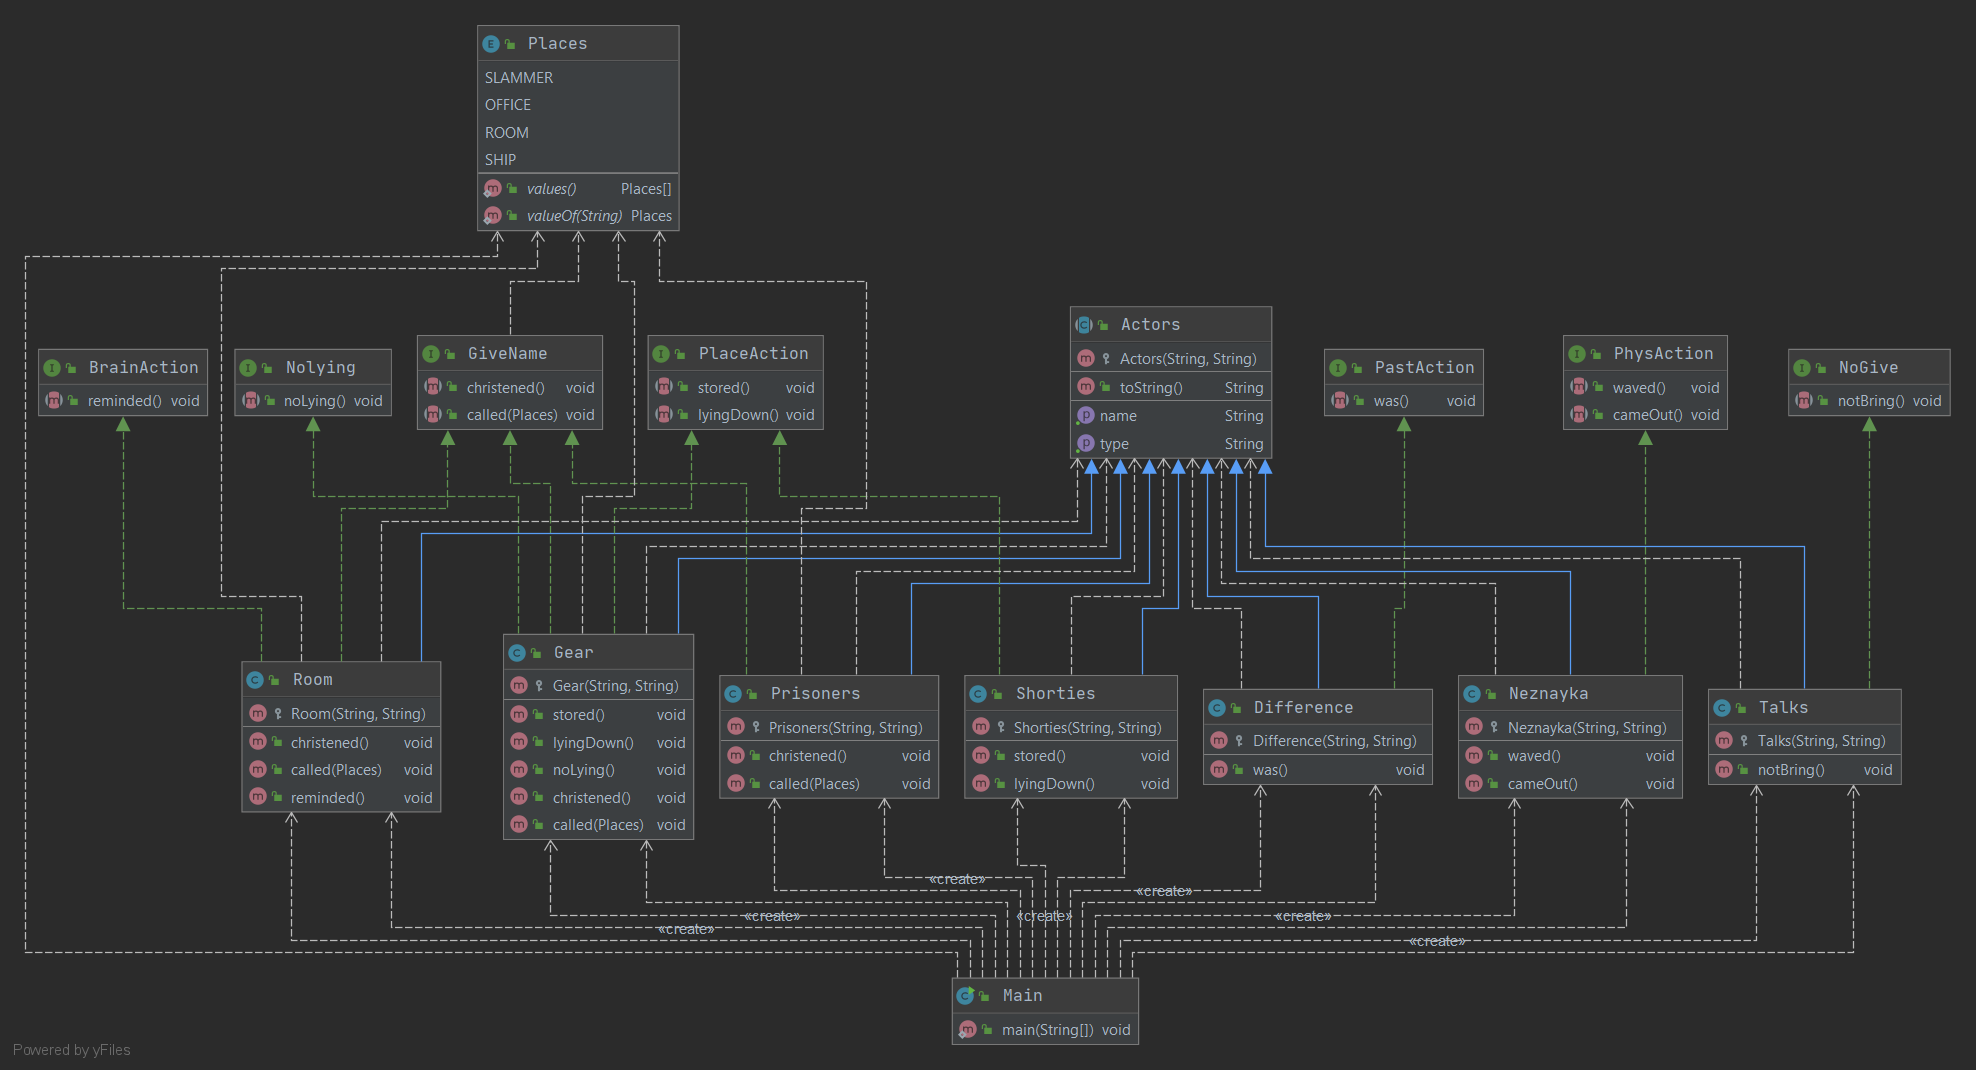 Places
SLAMMER
OFFICE
ROOM
SHIP
values() Places[]
valueOf(String) Places
BrainAction
reminded() void
Nolying
noLying() void
GiveName
christened() void
called(Places) void
PlaceAction
stored() void
lyingDown() void
Actors
Actors(String, String)
toString() String
name String
type String
PastAction
was() void
PhysAction
waved() void
cameOut() void
NoGive
notBring() void
Room
Room(String, String)
christened() void
called(Places) void
reminded() void
Gear
Gear(String, String)
stored() void
lyingDown() void
noLying() void
christened() void
called(Places) void
Prisoners
Prisoners(String, String)
christened() void
called(Places) void
Shorties
Shorties(String, String)
stored() void
lyingDown() void
Difference
Difference(String, String)
was() void
Neznayka
Neznayka(String, String)
waved() void
cameOut() void
Talks
Talks(String, String)
notBring() void
«create»
«create»
«create»
«create»
«create»
«create»
«create»
Main
main(String[]) void
Powered by yFiles